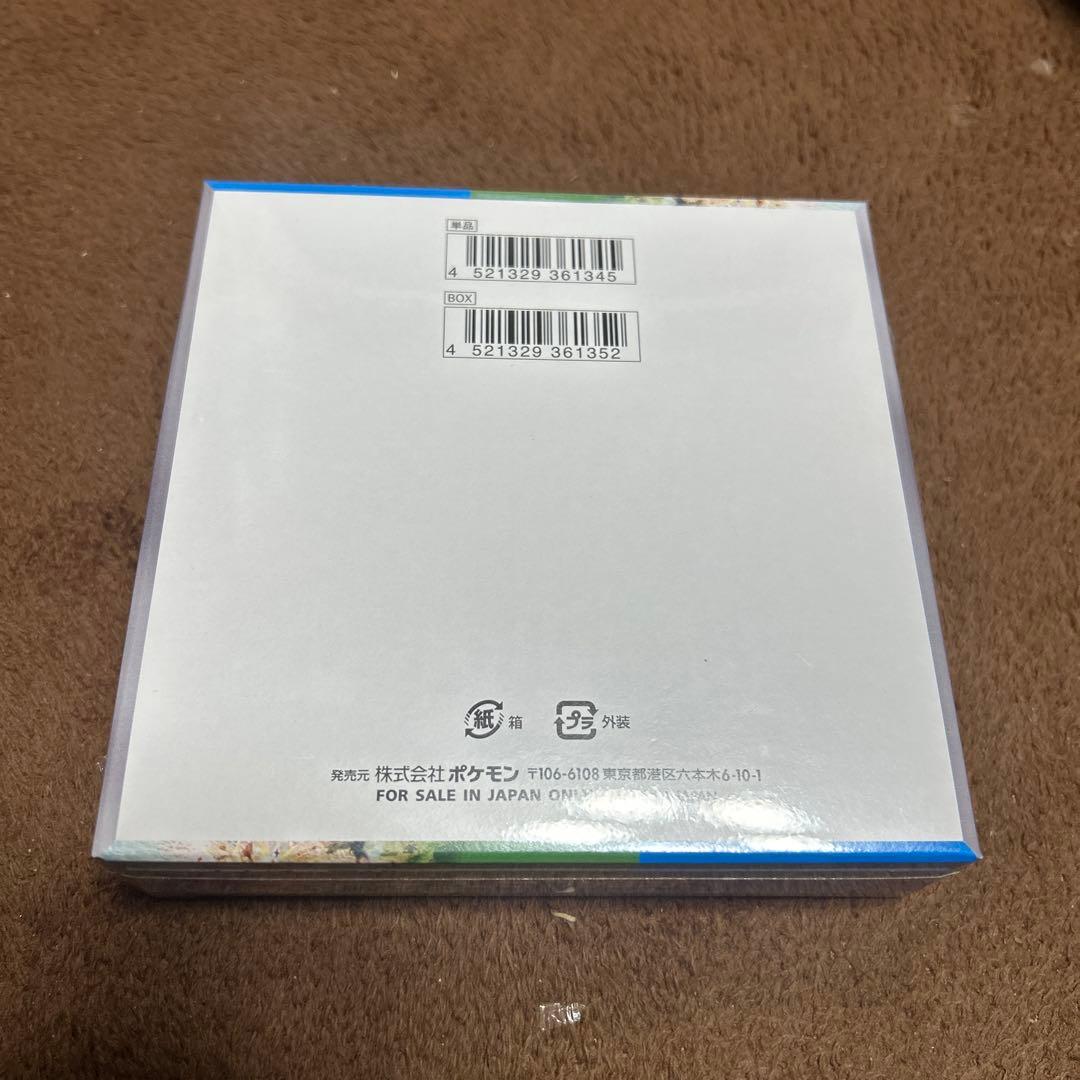 単品
4 521329 361345
BOX
4 521329 361352
紙 箱 プラ 外装
発売元 株式会社ポケモン 〒106-6108 東京都港区六本木6-10-1
FOR SALE IN JAPAN ONLY JAPAN